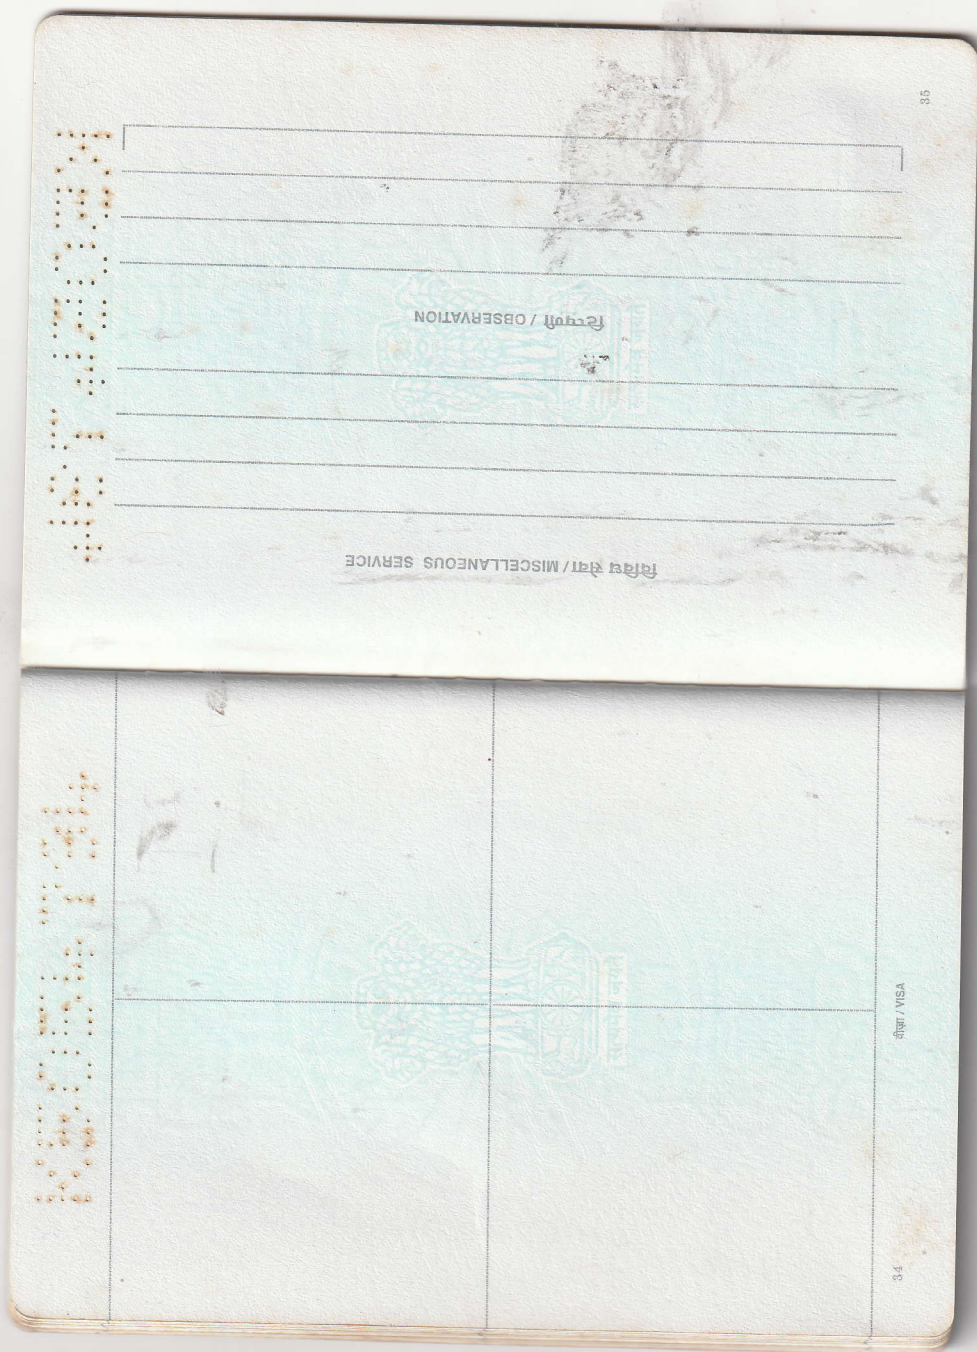 35
टिप्पणी / OBSERVATION
विविध सेवा / MISCELLANEOUS SERVICE
वीज़ा / VISA
34